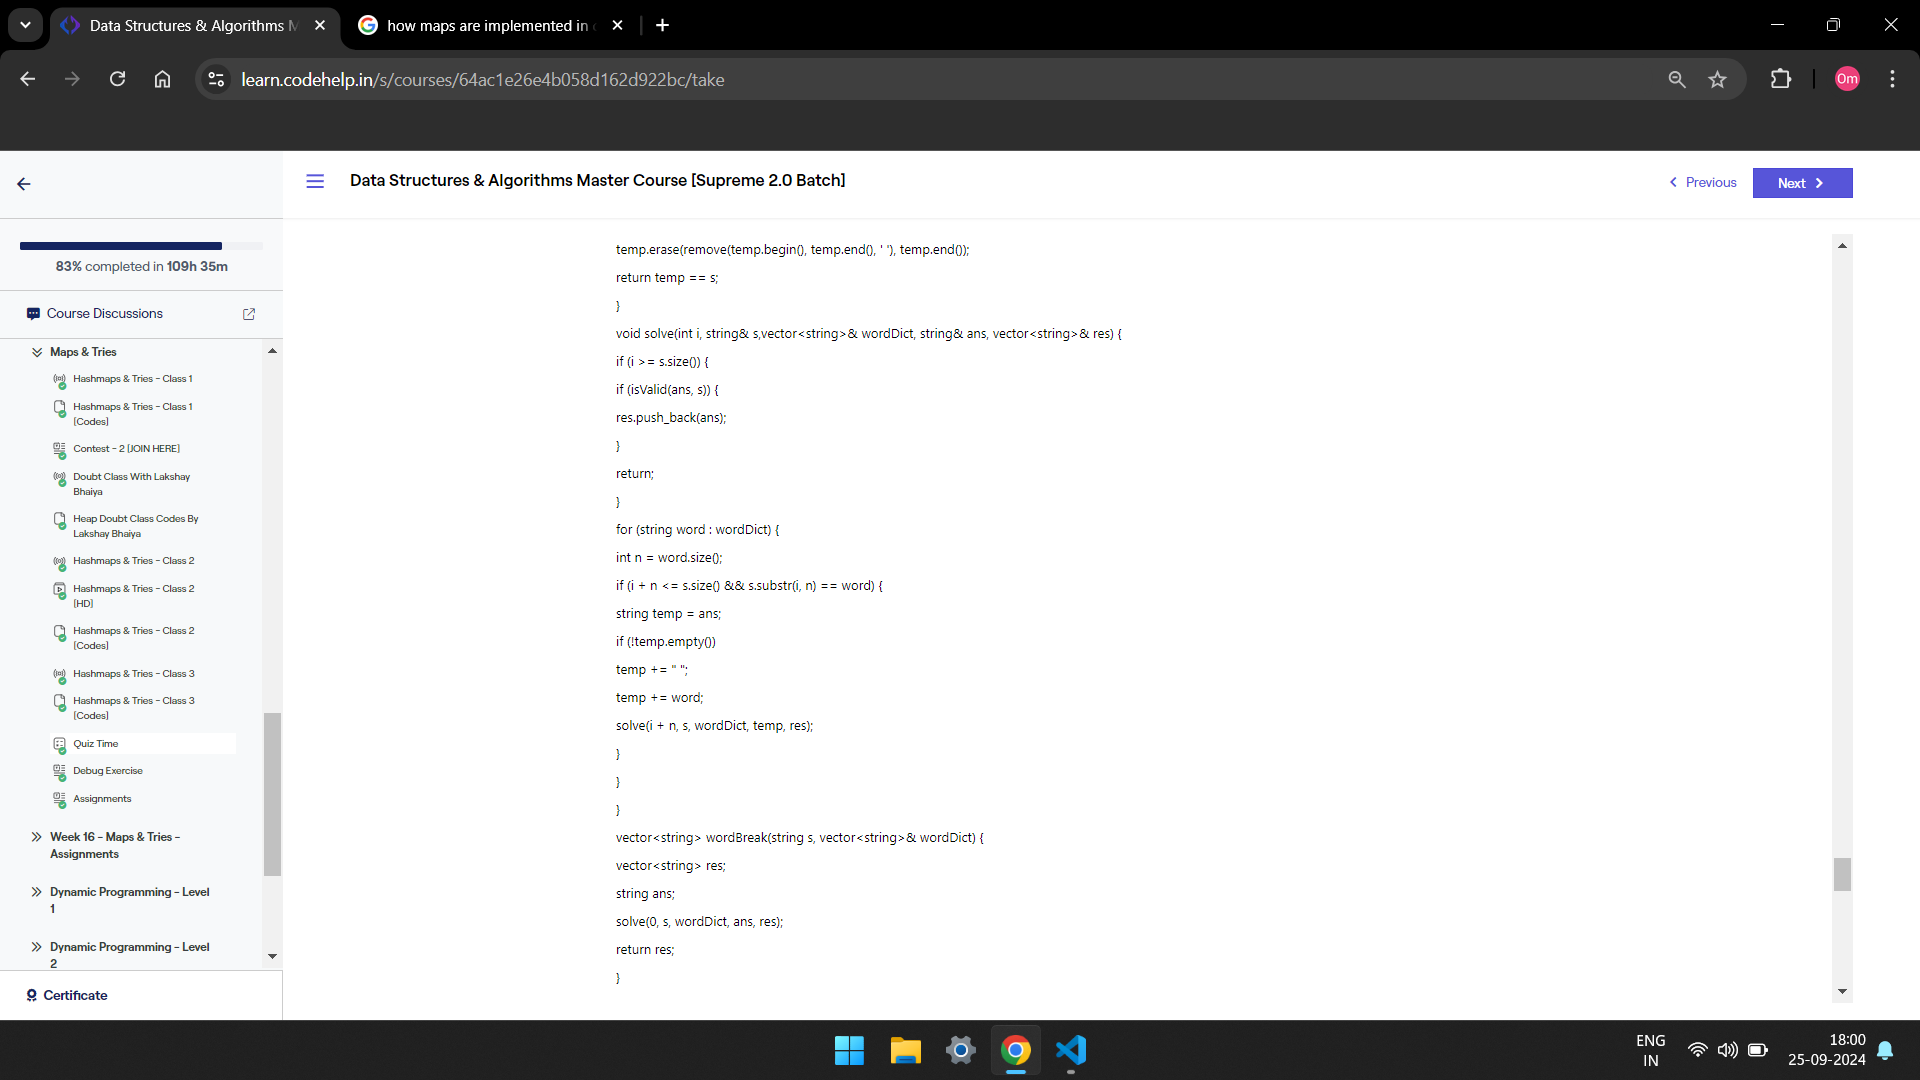 Data Structures & Algorithms M
how maps are implemented in
learn.codehelp.in/s/courses/64ac1e26e4b058d162d922bc/take
Om
Data Structures & Algorithms Master Course [Supreme 2.0 Batch]
Previous
Next
83% completed in 109h 35m
Course Discussions
Maps & Tries
Hashmaps & Tries - Class 1
Hashmaps & Tries - Class 1
[Codes]
Contest - 2 [JOIN HERE]
Doubt Class With Lakshay
Bhaiya
Heap Doubt Class Codes By
Lakshay Bhaiya
Hashmaps & Tries - Class 2
Hashmaps & Tries - Class 2
[HD]
Hashmaps & Tries - Class 2
[Codes]
Hashmaps & Tries - Class 3
Hashmaps & Tries - Class 3
[Codes]
Quiz Time
Debug Exercise
Assignments
Week 16 - Maps & Tries -
Assignments
Dynamic Programming - Level
1
Dynamic Programming - Level
2
Certificate
temp.erase(remove(temp.begin(), temp.end(), ' '), temp.end());
return temp == s;
}
void solve(int i, string& s,vector<string>& wordDict, string& ans, vector<string>& res) {
if (i >= s.size()) {
if (isValid(ans, s)) {
res.push_back(ans);
}
return;
}
for (string word : wordDict) {
int n = word.size();
if (i + n <= s.size() && s.substr(i, n) == word) {
string temp = ans;
if (!temp.empty())
temp += " ";
temp += word;
solve(i + n, s, wordDict, temp, res);
}
}
}
vector<string> wordBreak(string s, vector<string>& wordDict) {
vector<string> res;
string ans;
solve(0, s, wordDict, ans, res);
return res;
}
ENG
IN
18:00
25-09-2024